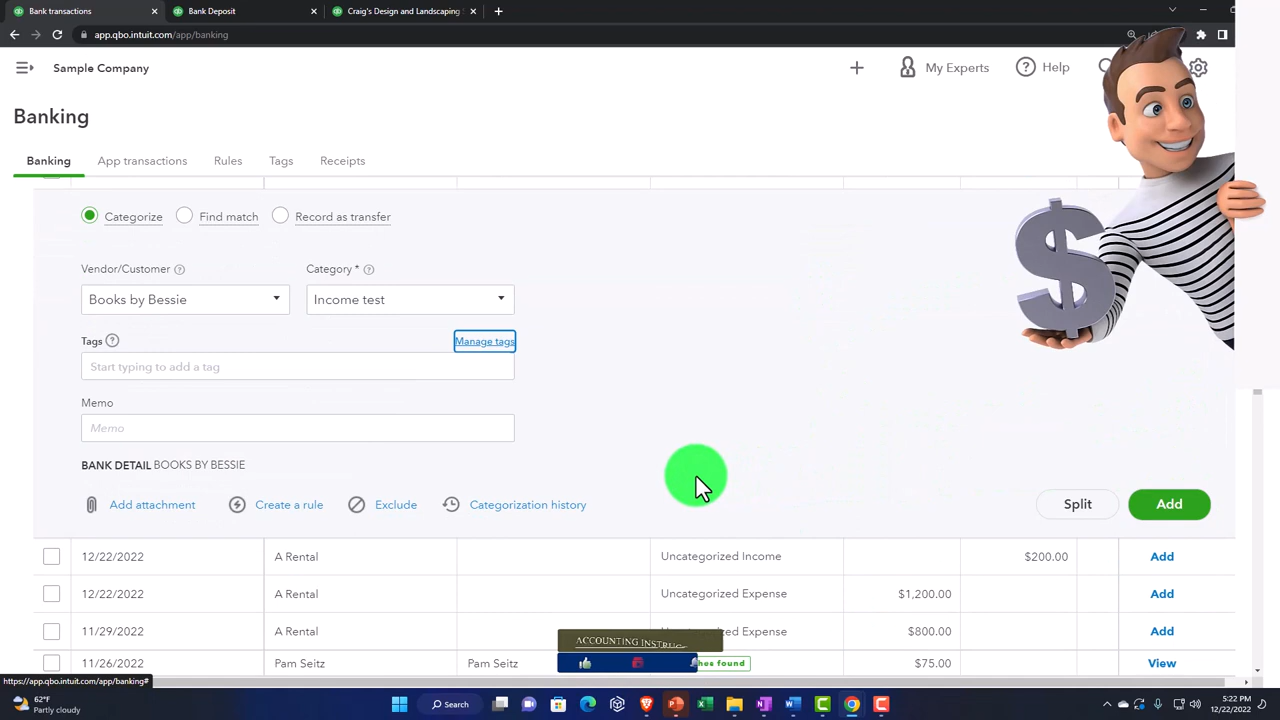 Bank transactions
Bank Deposit
Craig's Design and Landscaping S
app.qbo.intuit.com/app/banking
Sample Company
My Experts
Help
Banking
Banking App transactions Rules Tags Receipts
Categorize Find match Record as transfer
Vendor/Customer Category *
Books by Bessie Income test
Tags Manage tags
Start typing to add a tag
Memo
Memo
BANK DETAIL BOOKS BY BESSIE
Add attachment Create a rule Exclude Categorization history Split Add
12/22/2022 A Rental Uncategorized Income $200.00 Add
12/22/2022 A Rental Uncategorized Expense $1,200.00 Add
11/29/2022 A Rental Expense $800.00 Add
ACCOUNTING
11/26/2022 Pam Seitz Pam Seitz found $75.00 View
https://app.qbo.intuit.com/app/banking#
62°F
Partly cloudy
Search
5:22 PM
12/22/2022